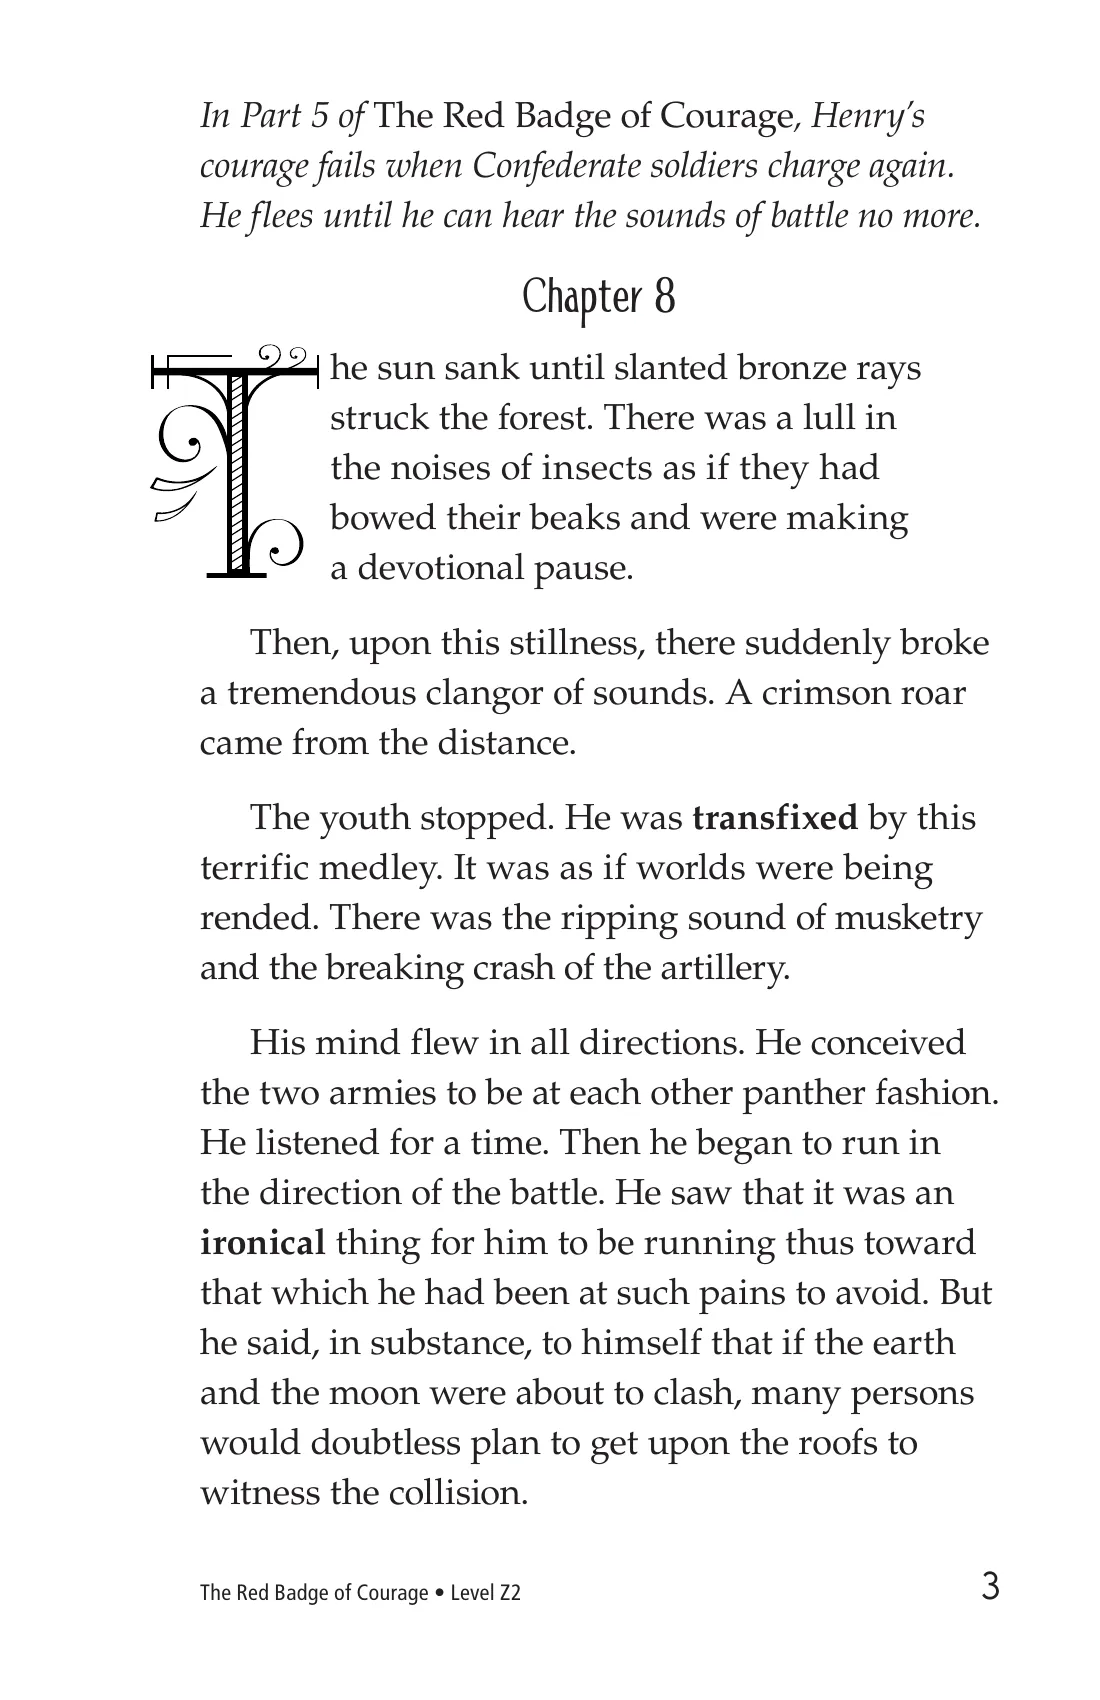 In Part 5 of The Red Badge of Courage, Henry's
courage fails when Confederate soldiers charge again.
He flees until he can hear the sounds of battle no more.
Chapter 8
The sun sank until slanted bronze rays
struck the forest. There was a lull in
the noises of insects as if they had
bowed their beaks and were making
a devotional pause.
Then, upon this stillness, there suddenly broke
a tremendous clangor of sounds. A crimson roar
came from the distance.
The youth stopped. He was transfixed by this
terrific medley. It was as if worlds were being
rended. There was the ripping sound of musketry
and the breaking crash of the artillery.
His mind flew in all directions. He conceived
the two armies to be at each other panther fashion.
He listened for a time. Then he began to run in
the direction of the battle. He saw that it was an
ironical thing for him to be running thus toward
that which he had been at such pains to avoid. But
he said, in substance, to himself that if the earth
and the moon were about to clash, many persons
would doubtless plan to get upon the roofs to
witness the collision.
The Red Badge of Courage • Level Z2 3